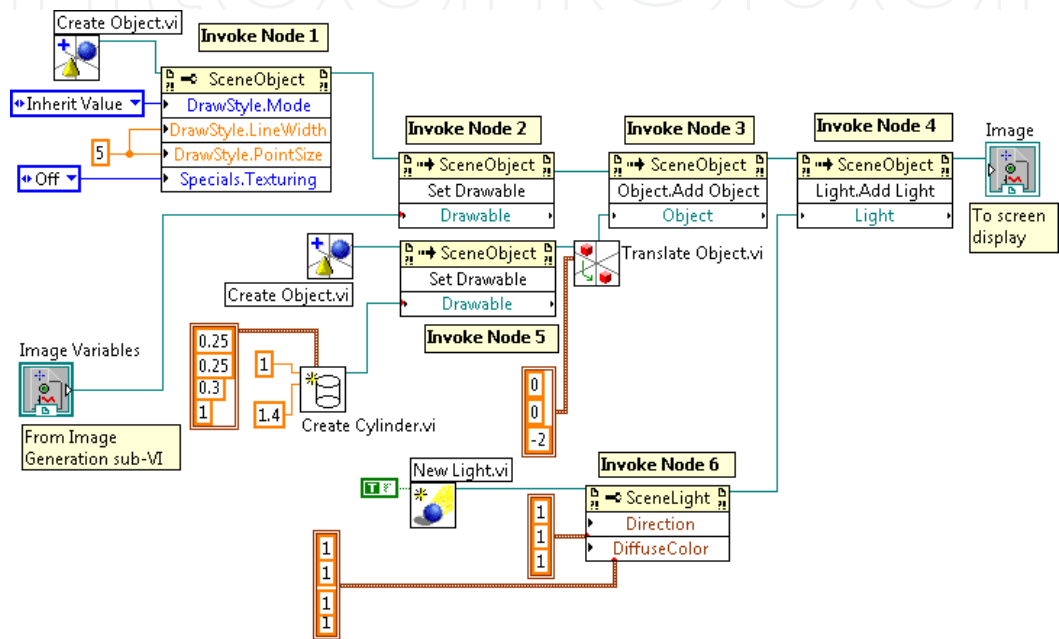 Create Object.vi
Invoke Node 1
SceneObject
Inherit Value
DrawStyle.Mode
DrawStyle.LineWidth
5
DrawStyle.PointSize
Off
Specials.Texturing
Invoke Node 2
SceneObject
Set Drawable
Drawable
Invoke Node 3
SceneObject
Object.Add Object
Object
Invoke Node 4
SceneObject
Light.Add Light
Light
Image
To screen
display
Create Object.vi
SceneObject
Set Drawable
Drawable
Invoke Node 5
Translate Object.vi
Image Variables
From Image
Generation sub-VI
0.25
0.25
0.3
1
1
1.4
Create Cylinder.vi
0
0
-2
New Light.vi
T F
Invoke Node 6
SceneLight
Direction
DiffuseColor
1
1
1
1
1
1
1